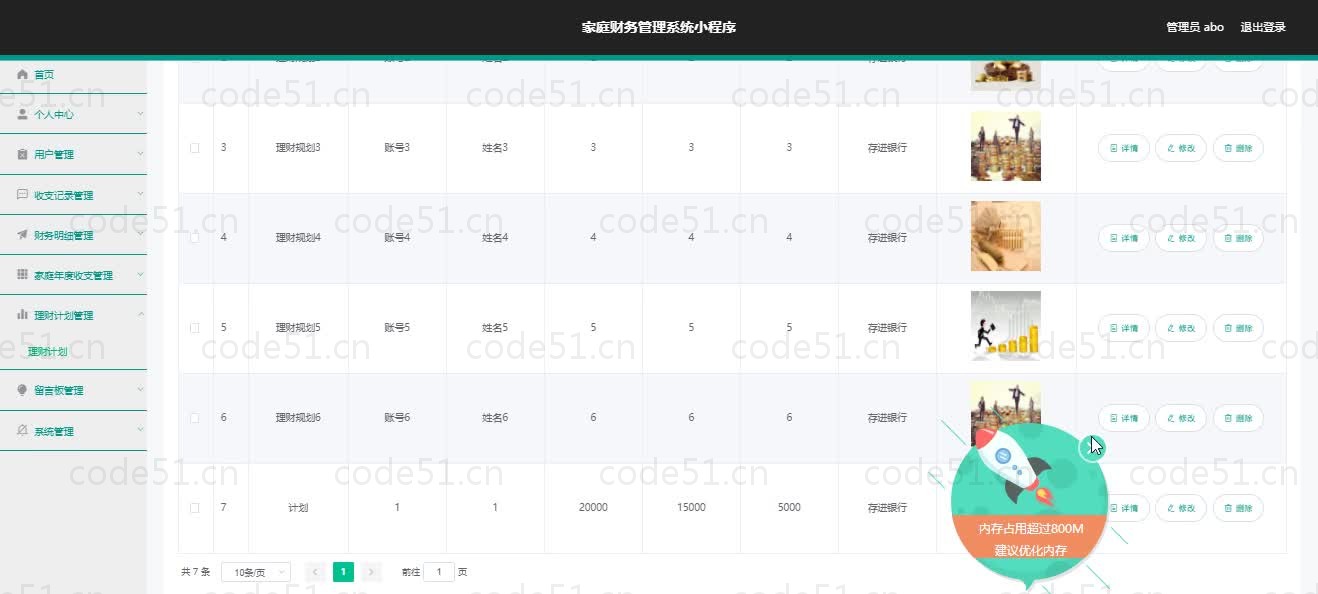 家庭财务管理系统小程序
管理员 abo 退出登录
首页
个人中心
用户管理
收支记录管理
财务明细管理
家庭年度收支管理
理财计划管理
理财计划
留言板管理
系统管理
3 理财规划3 账号3 姓名3 3 3 3 存进银行 详情 修改 删除
4 理财规划4 账号4 姓名4 4 4 4 存进银行 详情 修改 删除
5 理财规划5 账号5 姓名5 5 5 5 存进银行 详情 修改 删除
6 理财规划6 账号6 姓名6 6 6 6 存进银行 详情 修改 删除
7 计划 1 1 20000 15000 5000 存进银行 详情 修改 删除
内存占用超过800M
建议优化内存
共 7 条 10条/页 1 前往 1 页
code51.cn